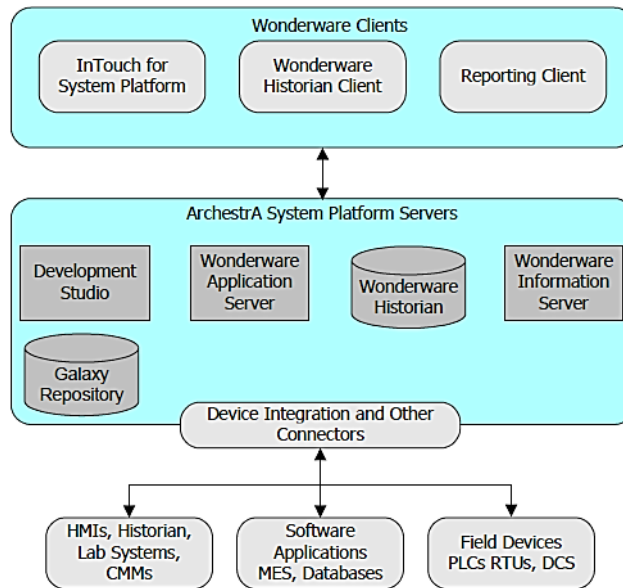 Wonderware Clients
InTouch for
System Platform
Wonderware
Historian Client
Reporting Client
ArchestrA System Platform Servers
Development
Studio
Wonderware
Application
Server
Wonderware
Historian
Wonderware
Information
Server
Galaxy
Repository
Device Integration and Other
Connectors
HMIs, Historian,
Lab Systems,
CMMs
Software
Applications
MES, Databases
Field Devices
PLCs RTUs, DCS